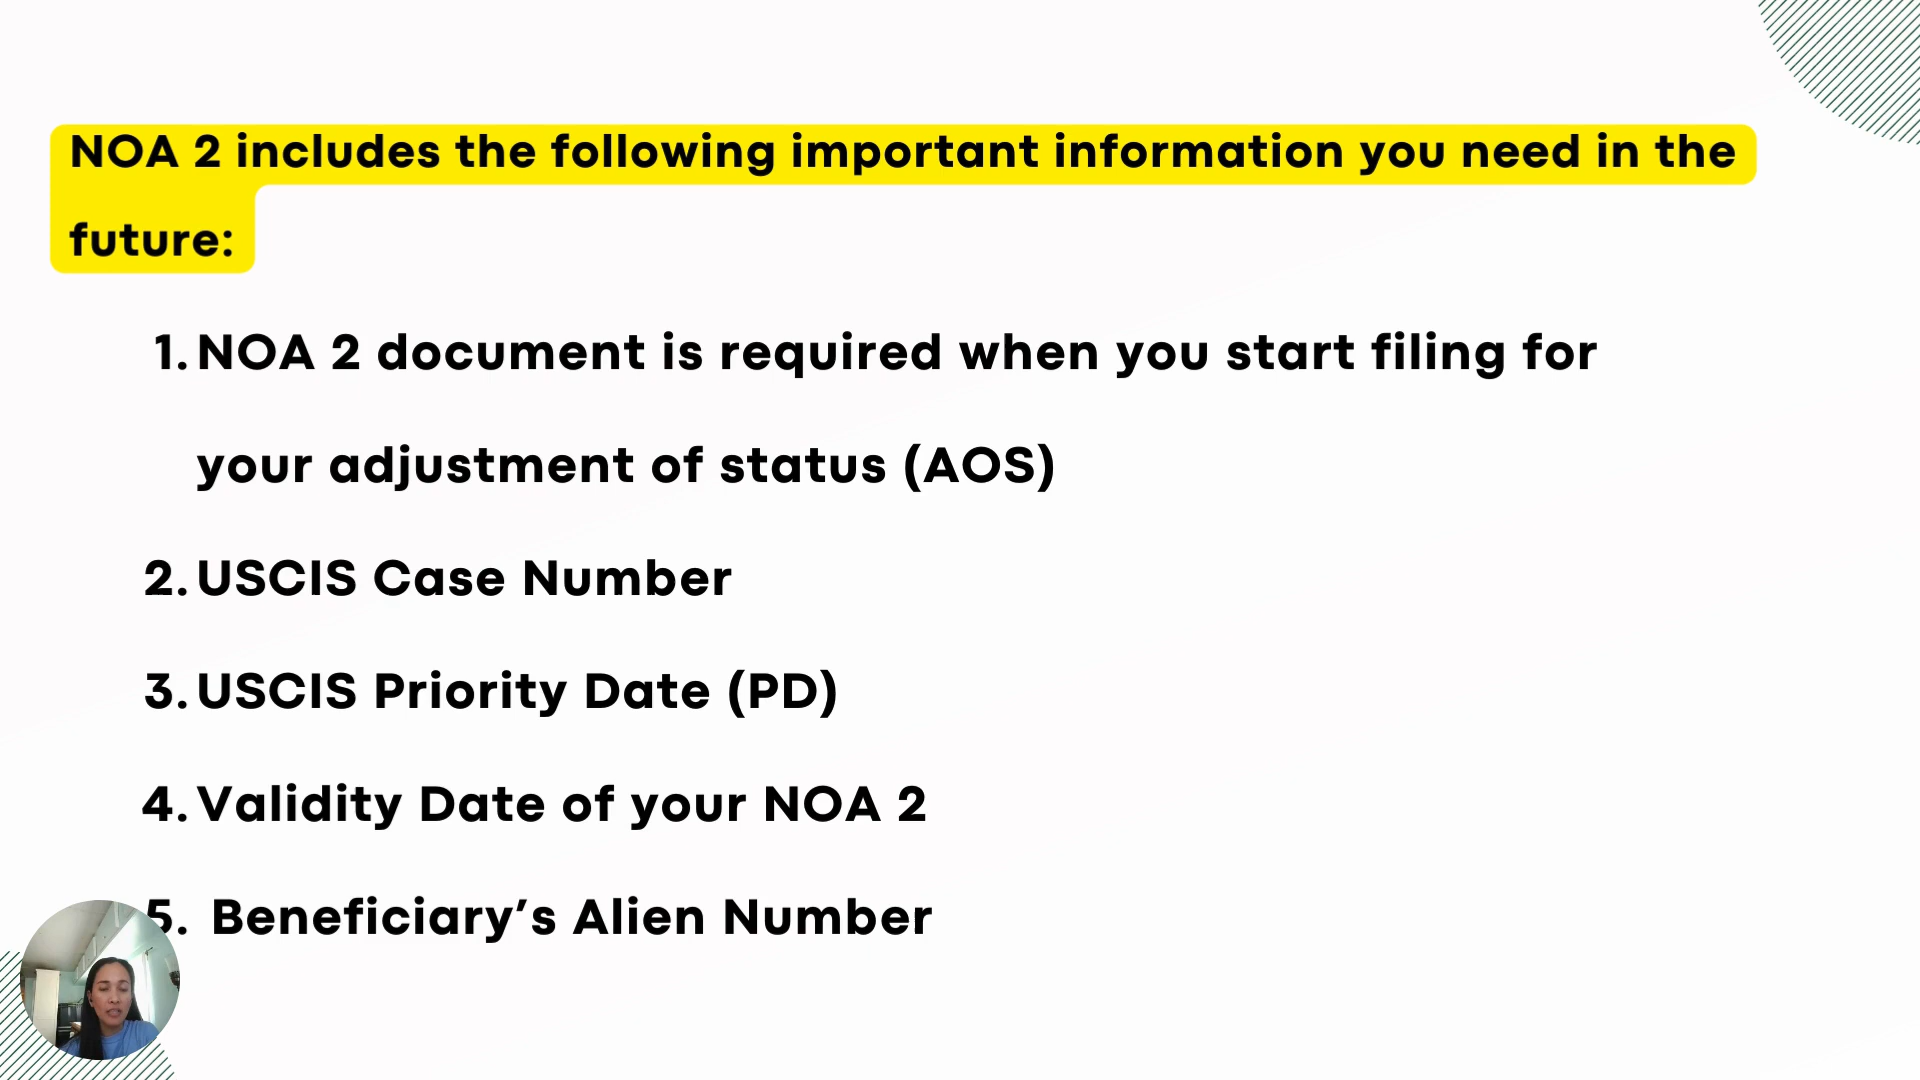 NOA 2 includes the following important information you need in the
future:
1. NOA 2 document is required when you start filing for
your adjustment of status (AOS)
2. USCIS Case Number
3. USCIS Priority Date (PD)
4. Validity Date of your NOA 2
5. Beneficiary’s Alien Number